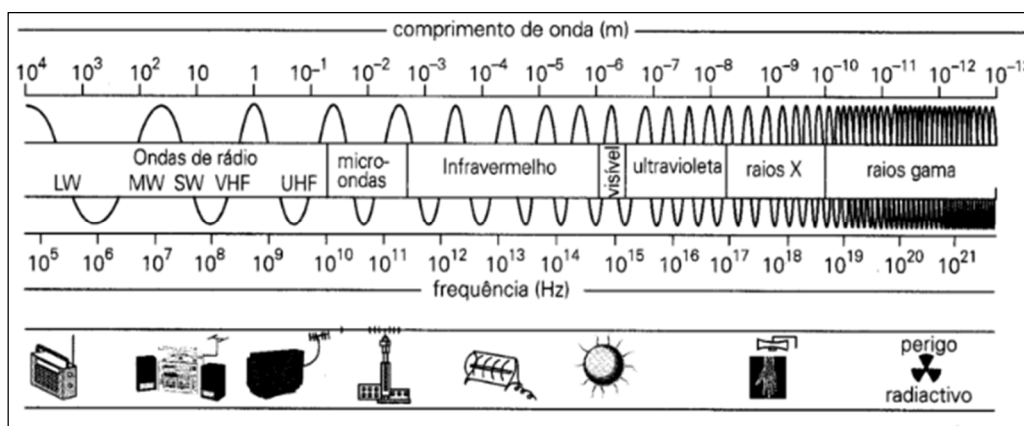 comprimento de onda (m)
10⁴ 10³ 10² 10 1 10⁻¹ 10⁻² 10⁻³ 10⁻⁴ 10⁻⁵ 10⁻⁶ 10⁻⁷ 10⁻⁸ 10⁻⁹ 10⁻¹⁰ 10⁻¹¹ 10⁻¹² 10⁻¹³
Ondas de rádio
LW MW SW VHF UHF
micro-
ondas
Infravermelho
visível
ultravioleta
raios X
raios gama
10⁵ 10⁶ 10⁷ 10⁸ 10⁹ 10¹⁰ 10¹¹ 10¹² 10¹³ 10¹⁴ 10¹⁵ 10¹⁶ 10¹⁷ 10¹⁸ 10¹⁹ 10²⁰ 10²¹
frequência (Hz)
perigo
radiactivo